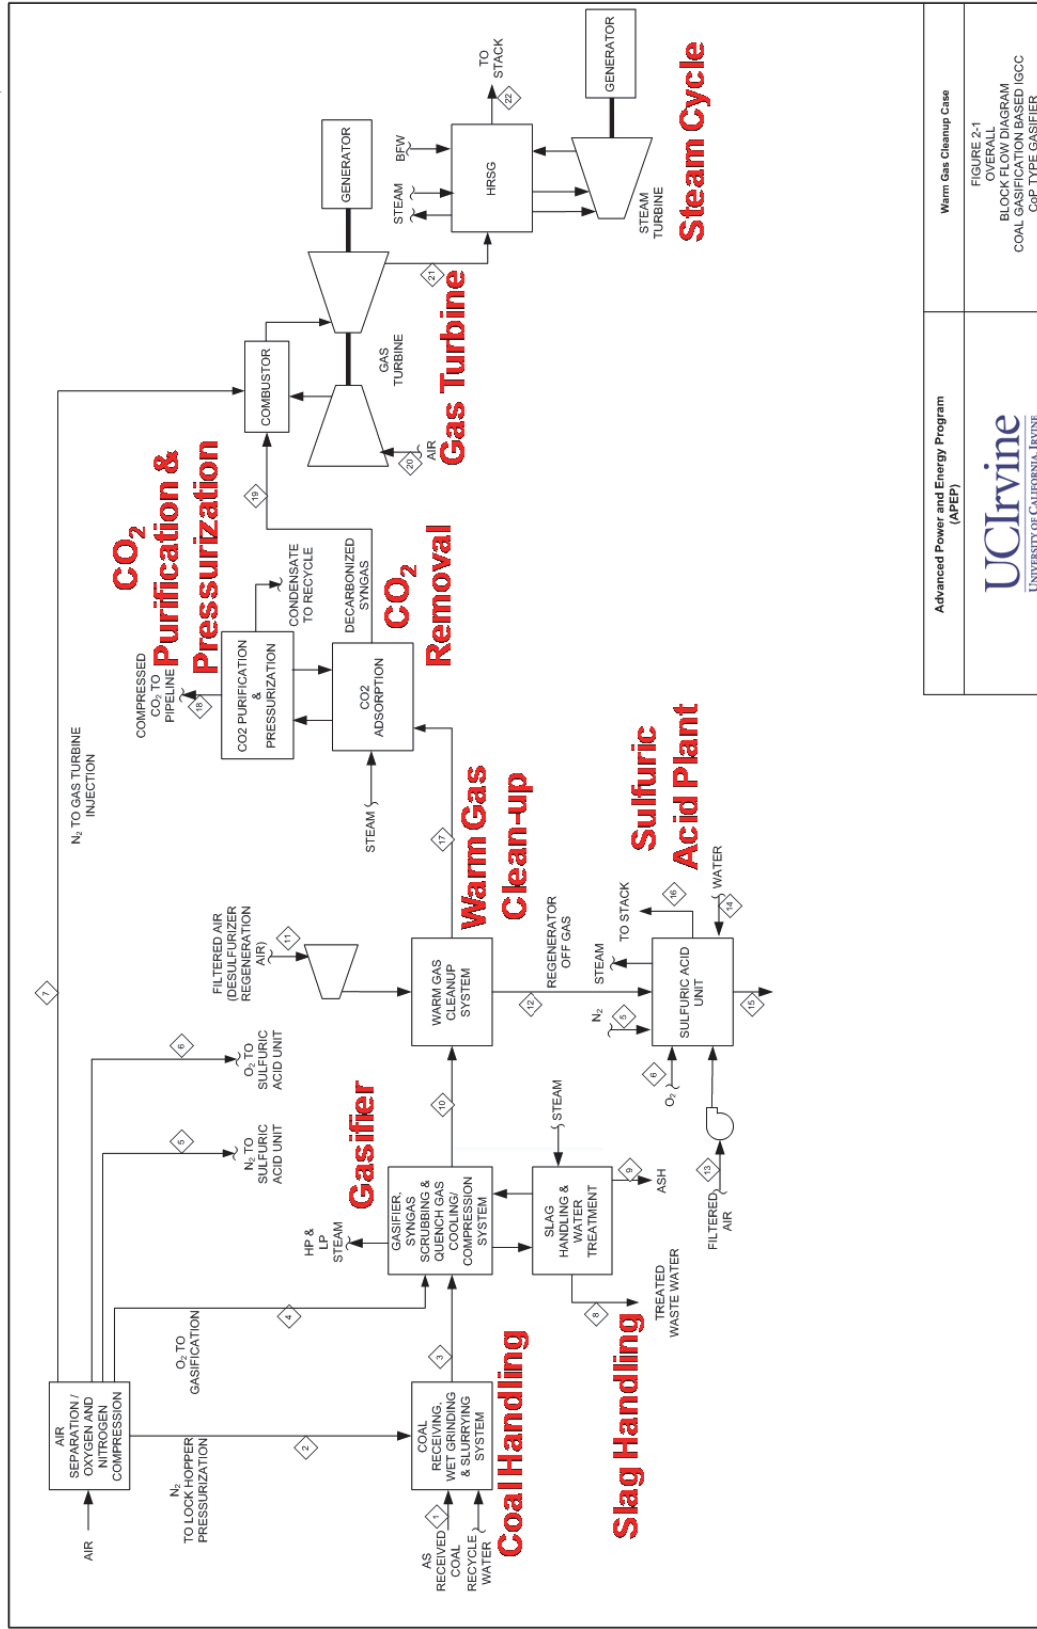 AIR
AIR
SEPARATION /
OXYGEN AND
NITROGEN
COMPRESSION
N₂
TO LOCK HOPPER
PRESSURIZATION
2
O₂ TO
GASIFICATION
4
N₂ TO
SULFURIC
ACID UNIT
5
O₂ TO
SULFURIC
ACID UNIT
6
7
N₂ TO GAS TURBINE
INJECTION
AS
RECEIVED
COAL
1
RECYCLE
WATER
COAL
RECEIVING,
WET GRINDING
& SLURRYING
SYSTEM
Coal Handling
3
HP &
LP
STEAM
GASIFIER,
SYNGAS
SCRUBBING &
QUENCH GAS
COOLING/
COMPRESSION
SYSTEM
Gasifier
SLAG
HANDLING &
WATER
TREATMENT
STEAM
8
TREATED
WASTE WATER
9
ASH
Slag Handling
10
FILTERED AIR
(DESULFURIZER
REGENERATION
AIR)
11
WARM GAS
CLEANUP
SYSTEM
Warm Gas
Clean-up
12
REGENERATOR
OFF GAS
17
FILTERED
AIR
13
O₂
6
N₂
5
STEAM
TO STACK
16
SULFURIC ACID
UNIT
WATER
14
15
Sulfuric
Acid Plant
STEAM
CO2
ADSORPTION
CO₂
Removal
DECARBONIZED
SYNGAS
COMPRESSED
CO₂ TO
PIPELINE
18
CO2 PURIFICATION
&
PRESSURIZATION
CONDENSATE
TO RECYCLE
CO₂
Purification &
Pressurization
19
COMBUSTOR
AIR
20
GAS
TURBINE
GENERATOR
Gas Turbine
21
STEAM
BFW
HRSG
TO
STACK
22
STEAM
TURBINE
GENERATOR
Steam Cycle
Advanced Power and Energy Program
(APEP)
UCIrvine
UNIVERSITY OF CALIFORNIA, IRVINE
Warm Gas Cleanup Case
FIGURE 2-1
OVERALL
BLOCK FLOW DIAGRAM
COAL GASIFICATION BASED IGCC
CoP TYPE GASIFIER